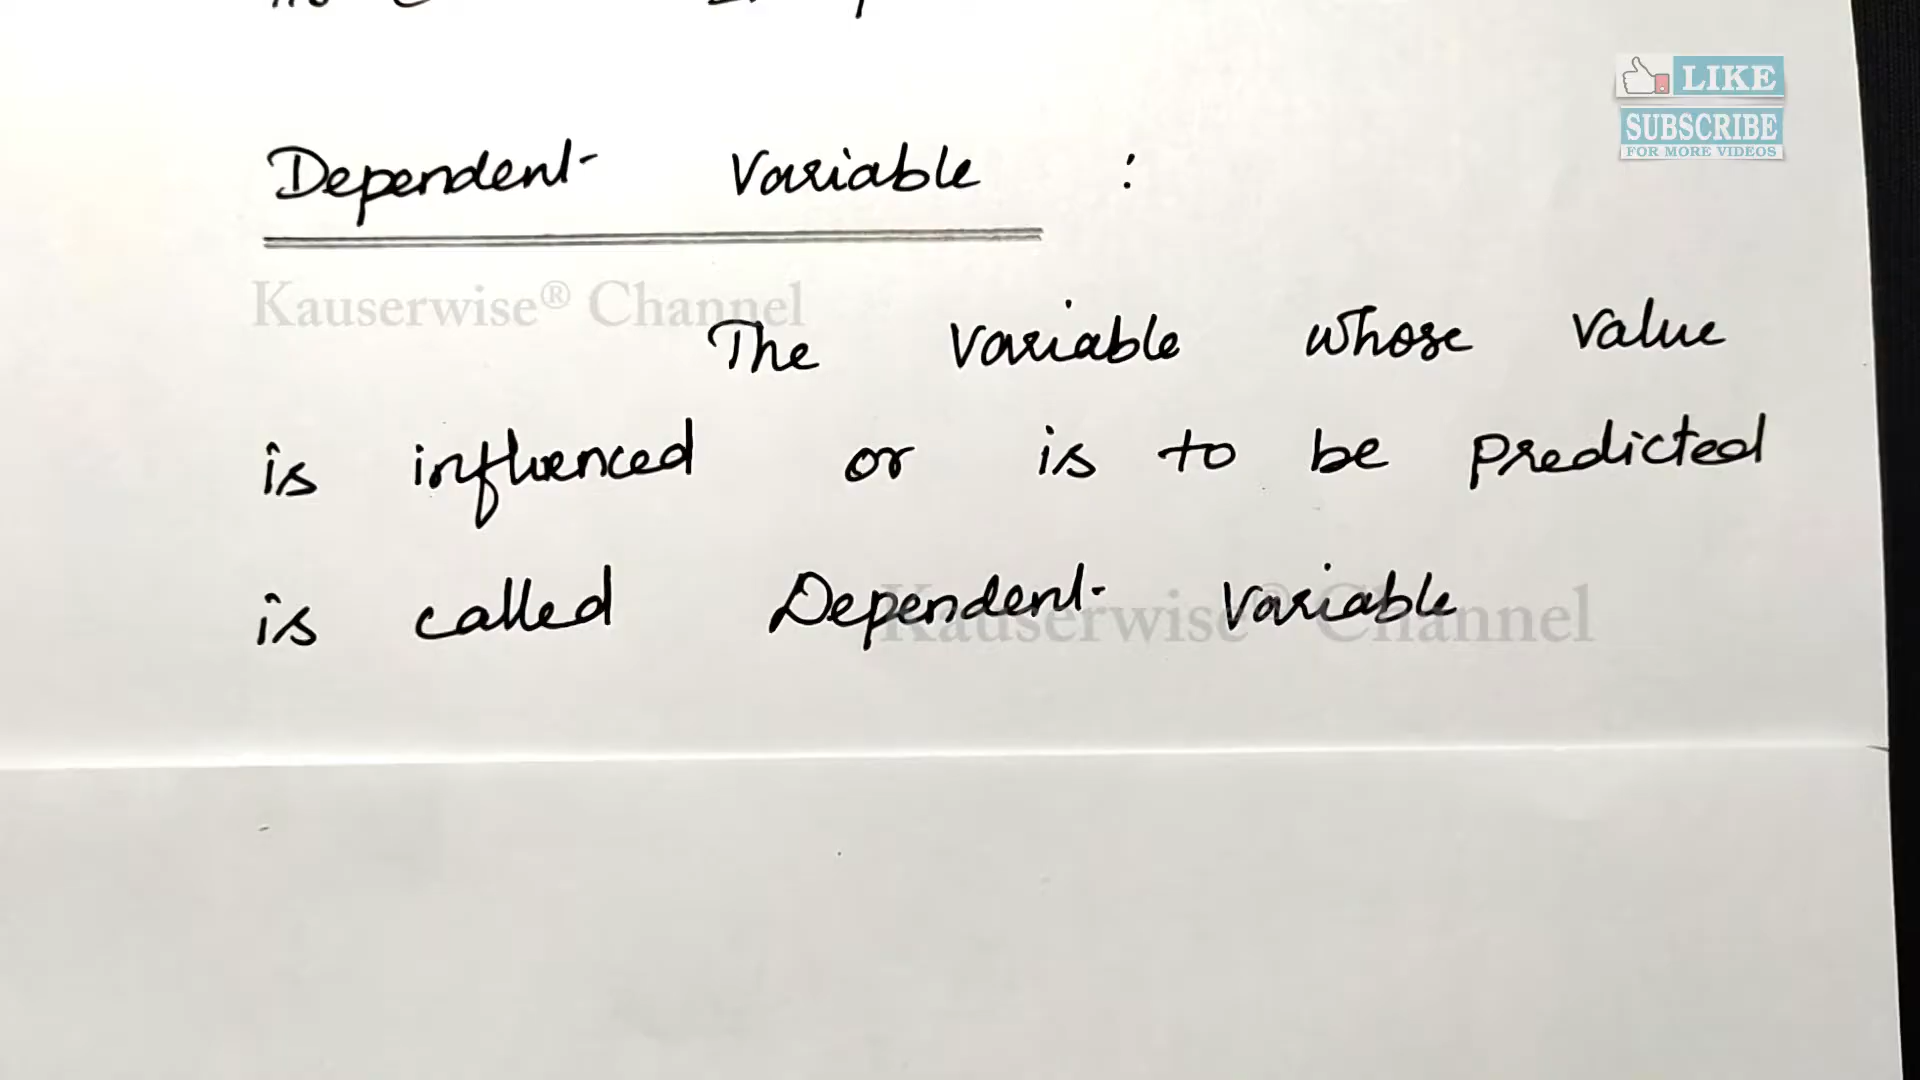 LIKE
SUBSCRIBE
FOR MORE VIDEOS
Dependent Variable :
Kauserwise® Channel
The Variable whose value
is influenced or is to be predicted
is called Dependent Variable
Kauserwise® Channel